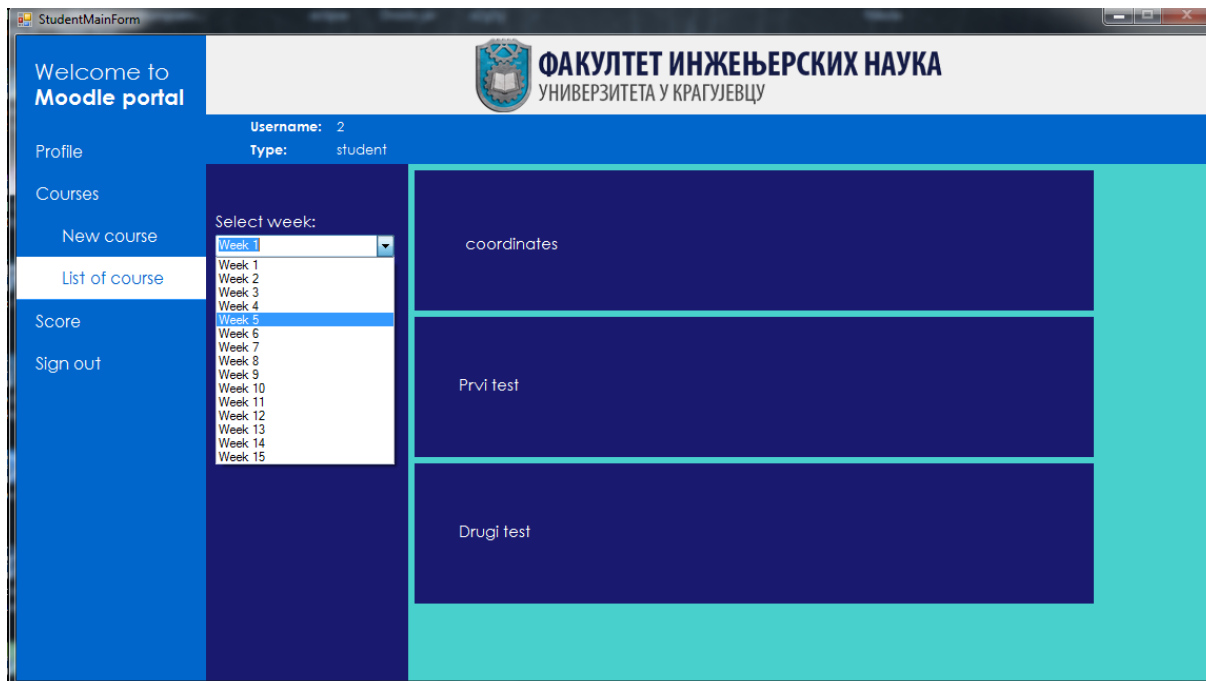 StudentMainForm
Welcome to
Moodle portal
ФАКУЛТЕТ ИНЖЕЊЕРСКИХ НАУКА
УНИВЕРЗИТЕТА У КРАГУЈЕВЦУ
Username: 2
Type: student
Profile
Courses
New course
List of course
Score
Sign out
Select week:
Week 1
Week 1
Week 2
Week 3
Week 4
Week 5
Week 6
Week 7
Week 8
Week 9
Week 10
Week 11
Week 12
Week 13
Week 14
Week 15
coordinates
Prvi test
Drugi test